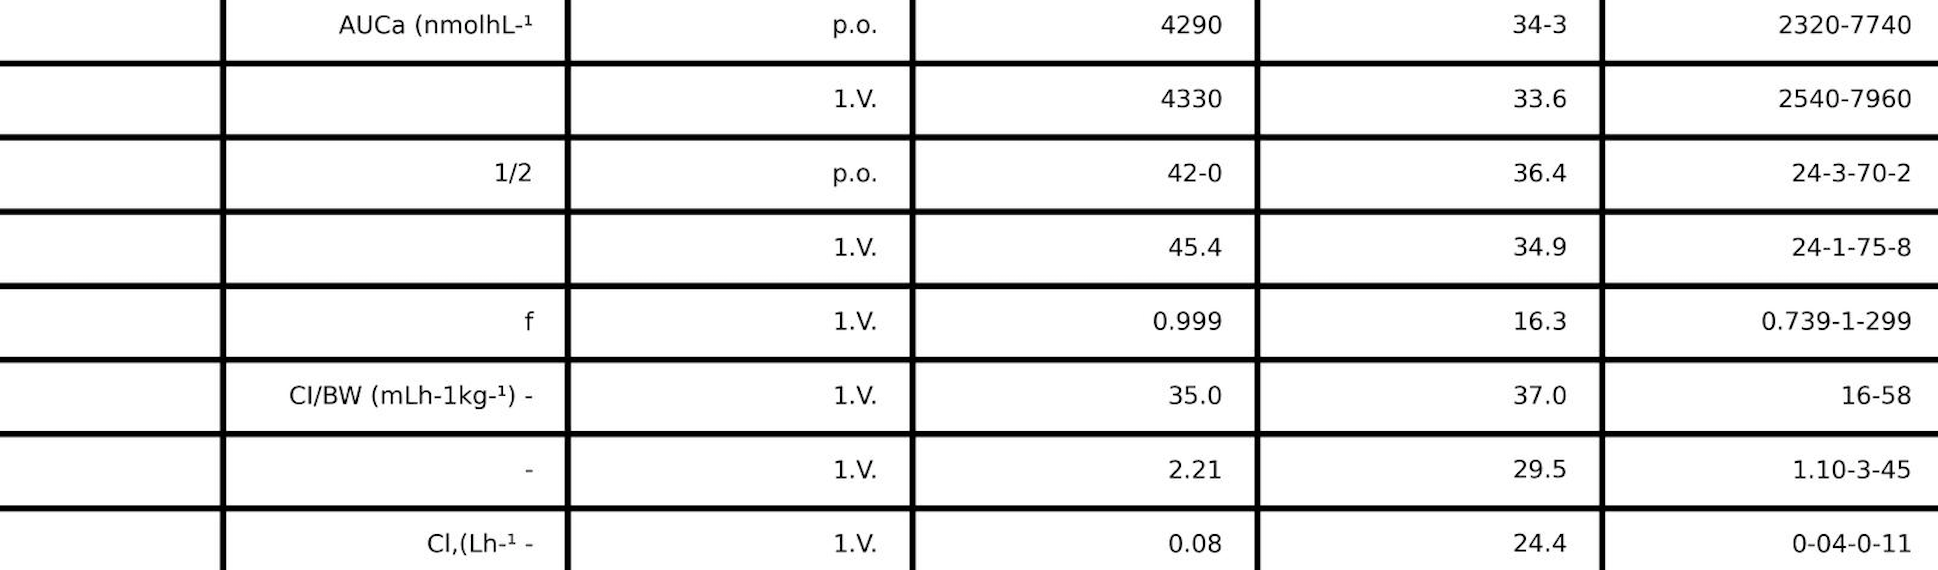 AUCa (nmolhL-¹ p.o. 4290 34-3 2320-7740
1.V. 4330 33.6 2540-7960
1/2 p.o. 42-0 36.4 24-3-70-2
1.V. 45.4 34.9 24-1-75-8
f 1.V. 0.999 16.3 0.739-1-299
CI/BW (mLh-1kg-¹) - 1.V. 35.0 37.0 16-58
- 1.V. 2.21 29.5 1.10-3-45
Cl,(Lh-¹ - 1.V. 0.08 24.4 0-04-0-11